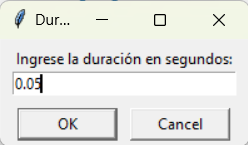 Dur...
Ingrese la duración en segundos:
0.05
OK
Cancel